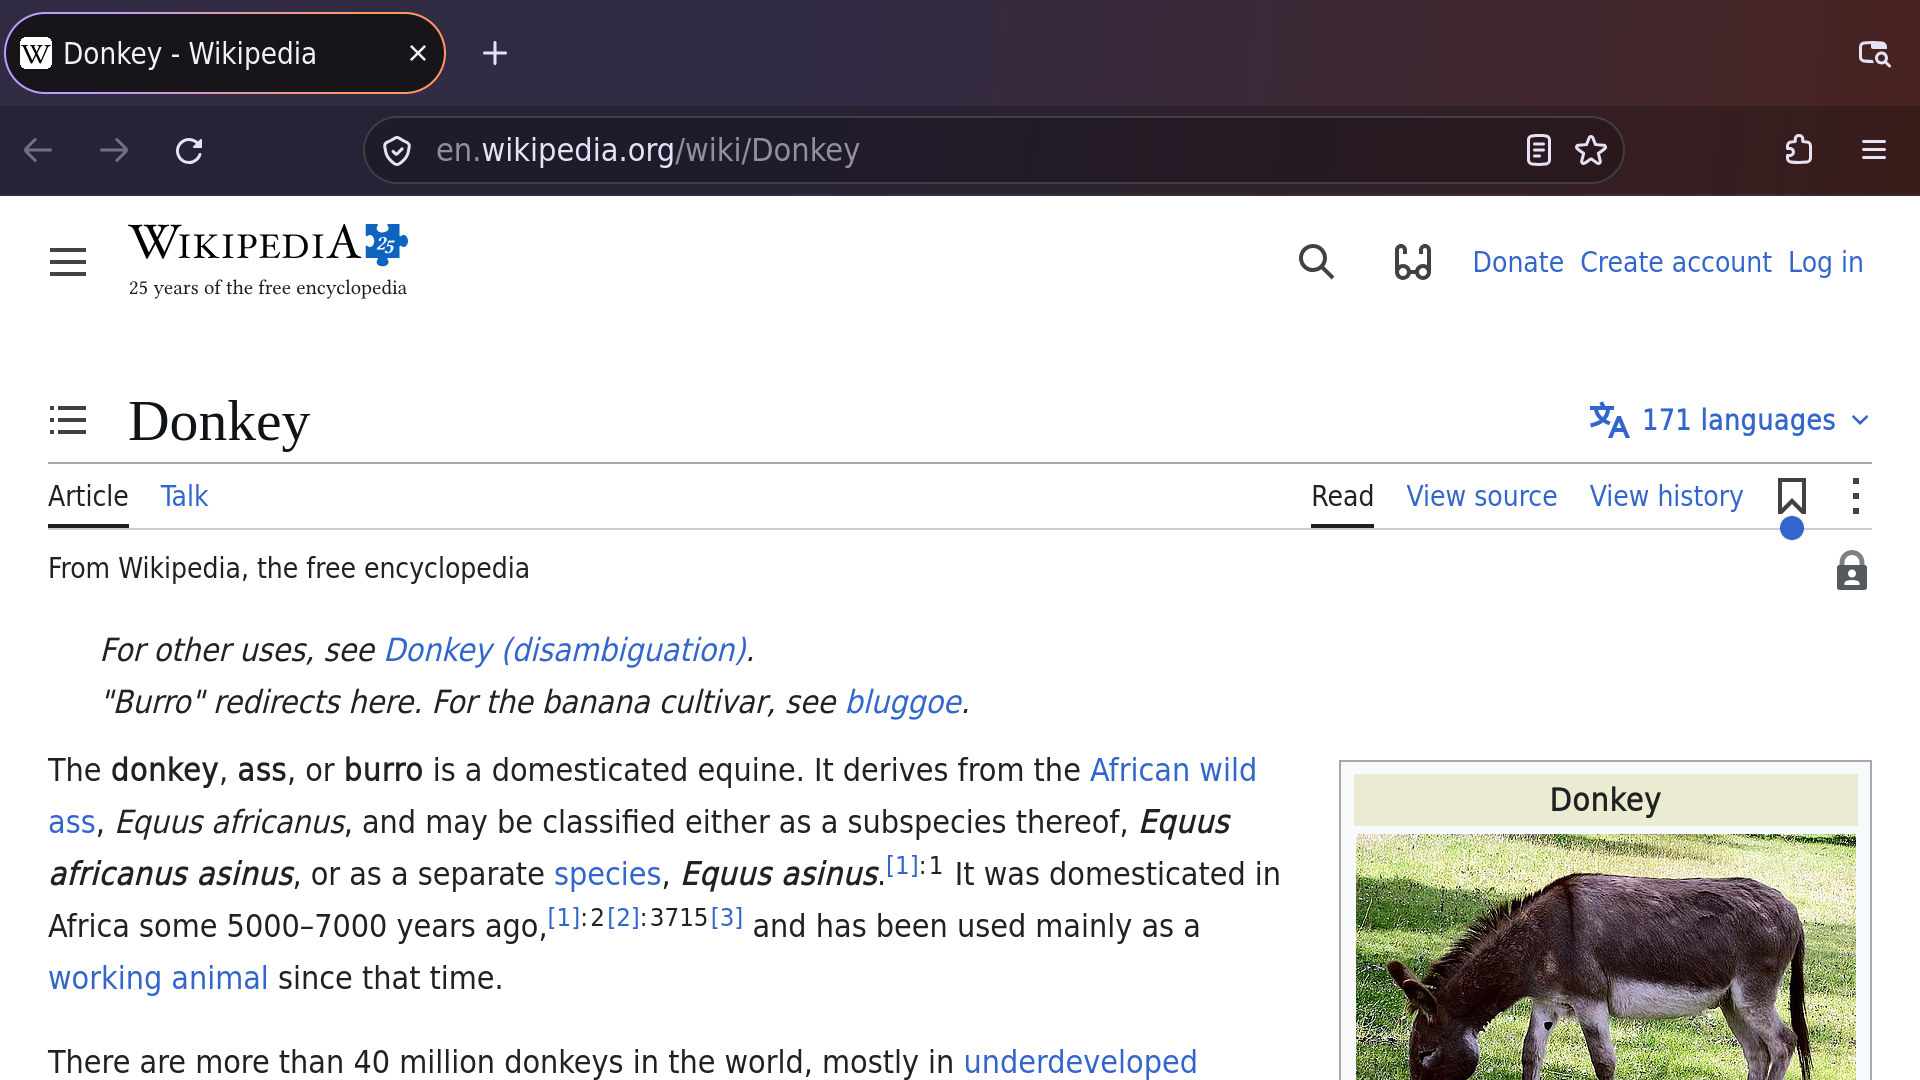 W Donkey - Wikipedia
en.wikipedia.org/wiki/Donkey
WIKIPEDIA 25
25 years of the free encyclopedia
Donate Create account Log in
Donkey
文A 171 languages
Article Talk Read View source View history
From Wikipedia, the free encyclopedia
For other uses, see Donkey (disambiguation).
"Burro" redirects here. For the banana cultivar, see bluggoe.
The donkey, ass, or burro is a domesticated equine. It derives from the African wild
ass, Equus africanus, and may be classified either as a subspecies thereof, Equus
africanus asinus, or as a separate species, Equus asinus.[1]:1 It was domesticated in
Africa some 5000–7000 years ago,[1]:2[2]:3715[3] and has been used mainly as a
working animal since that time.
There are more than 40 million donkeys in the world, mostly in underdeveloped
Donkey